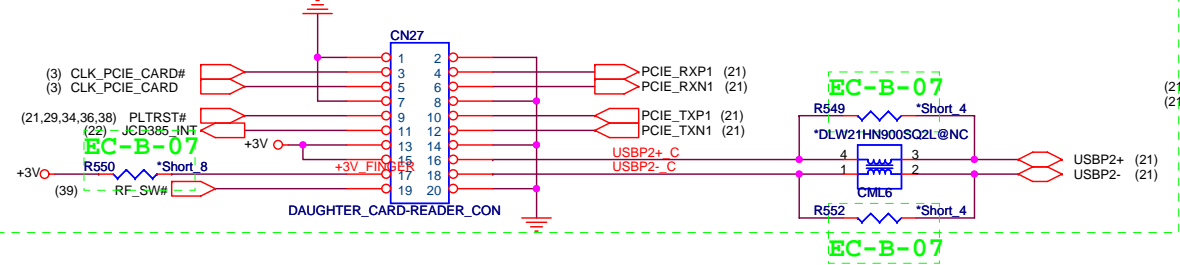 CN27
1 2
(3) CLK_PCIE_CARD# 3 4 PCIE_RXP1 (21)
(3) CLK_PCIE_CARD 5 6 PCIE_RXN1 (21)
7 8
(21,29,34,36,38) PLTRST# 9 10 PCIE_TXP1 (21)
(22) JCD385_INT 11 12 PCIE_TXN1 (21)
+3V 13 14
15 16 USBP2+_C
+3V_FINGER 17 18 USBP2-_C
19 20
EC-B-07
+3V R550 *Short_8
(39) RF_SW#
DAUGHTER_CARD-READER_CON
EC-B-07
R549 *Short_4
*DLW21HN900SQ2L@NC
4 3 USBP2+ (21)
1 2 USBP2- (21)
CML6
R552 *Short_4
EC-B-07